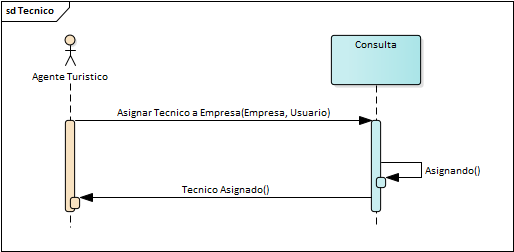 sd Tecnico
Agente Turistico
Consulta
Asignar Tecnico a Empresa(Empresa, Usuario)
Asignando()
Tecnico Asignado()